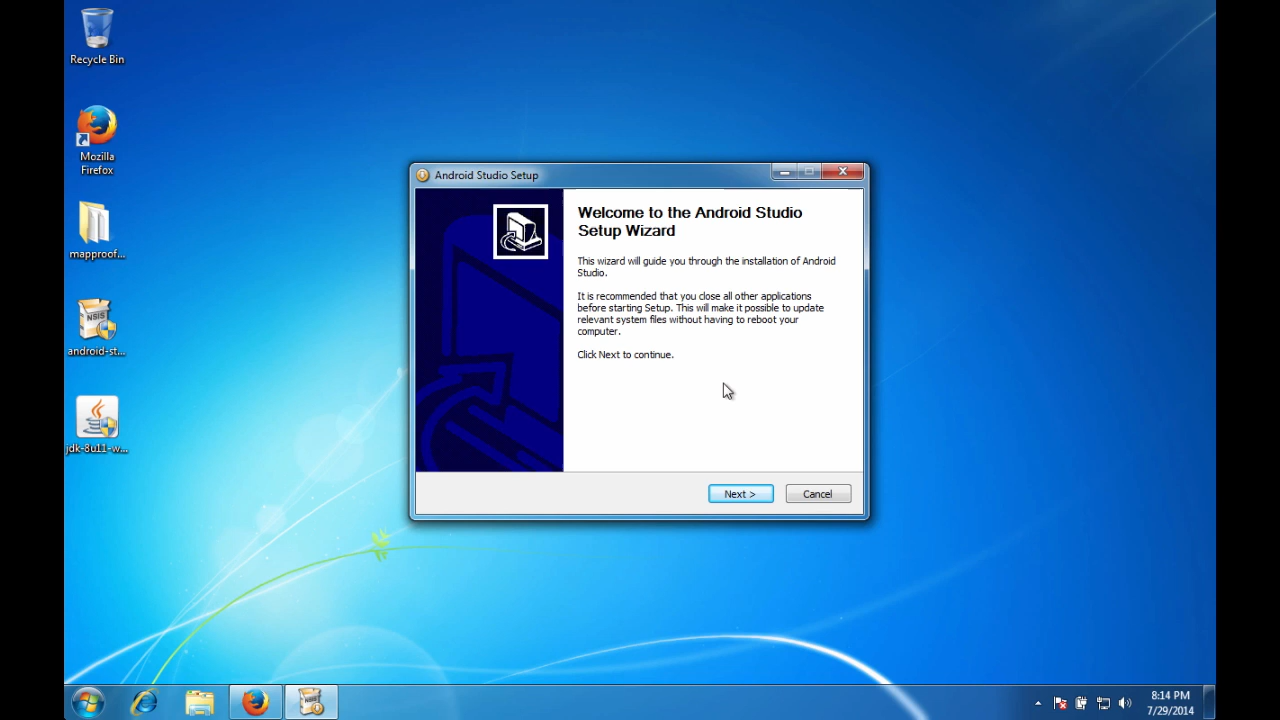 Recycle Bin
Mozilla
Firefox
mapproof...
NSIS
android-st...
jdk-8u11-w...
Android Studio Setup
Welcome to the Android Studio
Setup Wizard
This wizard will guide you through the installation of Android
Studio.
It is recommended that you close all other applications
before starting Setup. This will make it possible to update
relevant system files without having to reboot your
computer.
Click Next to continue.
Next >
Cancel
8:14 PM
7/29/2014